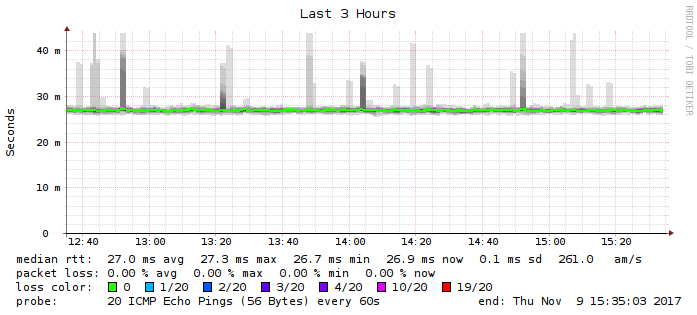 Last 3 Hours
RRDTOOL / TOBI OETIKER
Seconds
40 m
30 m
20 m
10 m
0
12:40 13:00 13:20 13:40 14:00 14:20 14:40 15:00 15:20
median rtt: 27.0 ms avg 27.3 ms max 26.7 ms min 26.9 ms now 0.1 ms sd 261.0 am/s
packet loss: 0.00 % avg 0.00 % max 0.00 % min 0.00 % now
loss color: 0 1/20 2/20 3/20 4/20 10/20 19/20
probe: 20 ICMP Echo Pings (56 Bytes) every 60s end: Thu Nov 9 15:35:03 2017